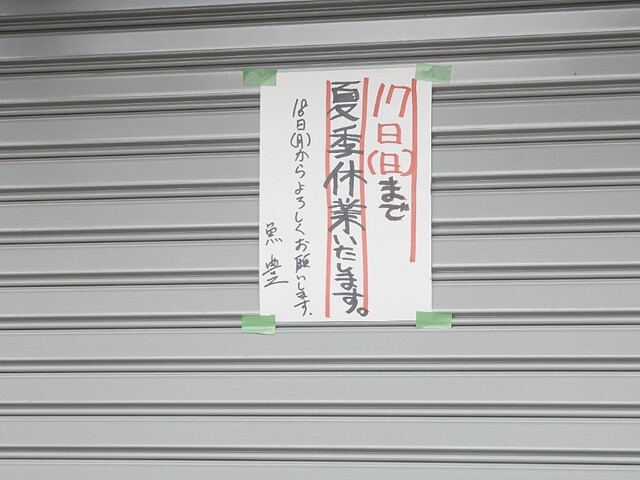 17日(日)まで
夏季休業いたします。
18日(月)からよろしくお願いします.
魚豊